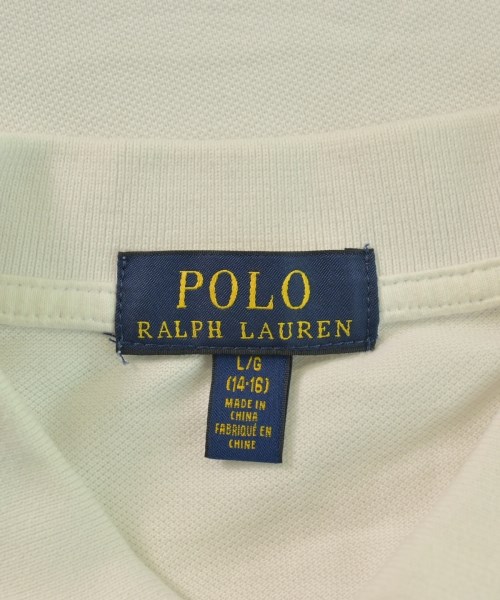 POLO
RALPH LAUREN
L/G
(14-16)
MADE IN
CHINA
FABRIQUÉ EN
CHINE